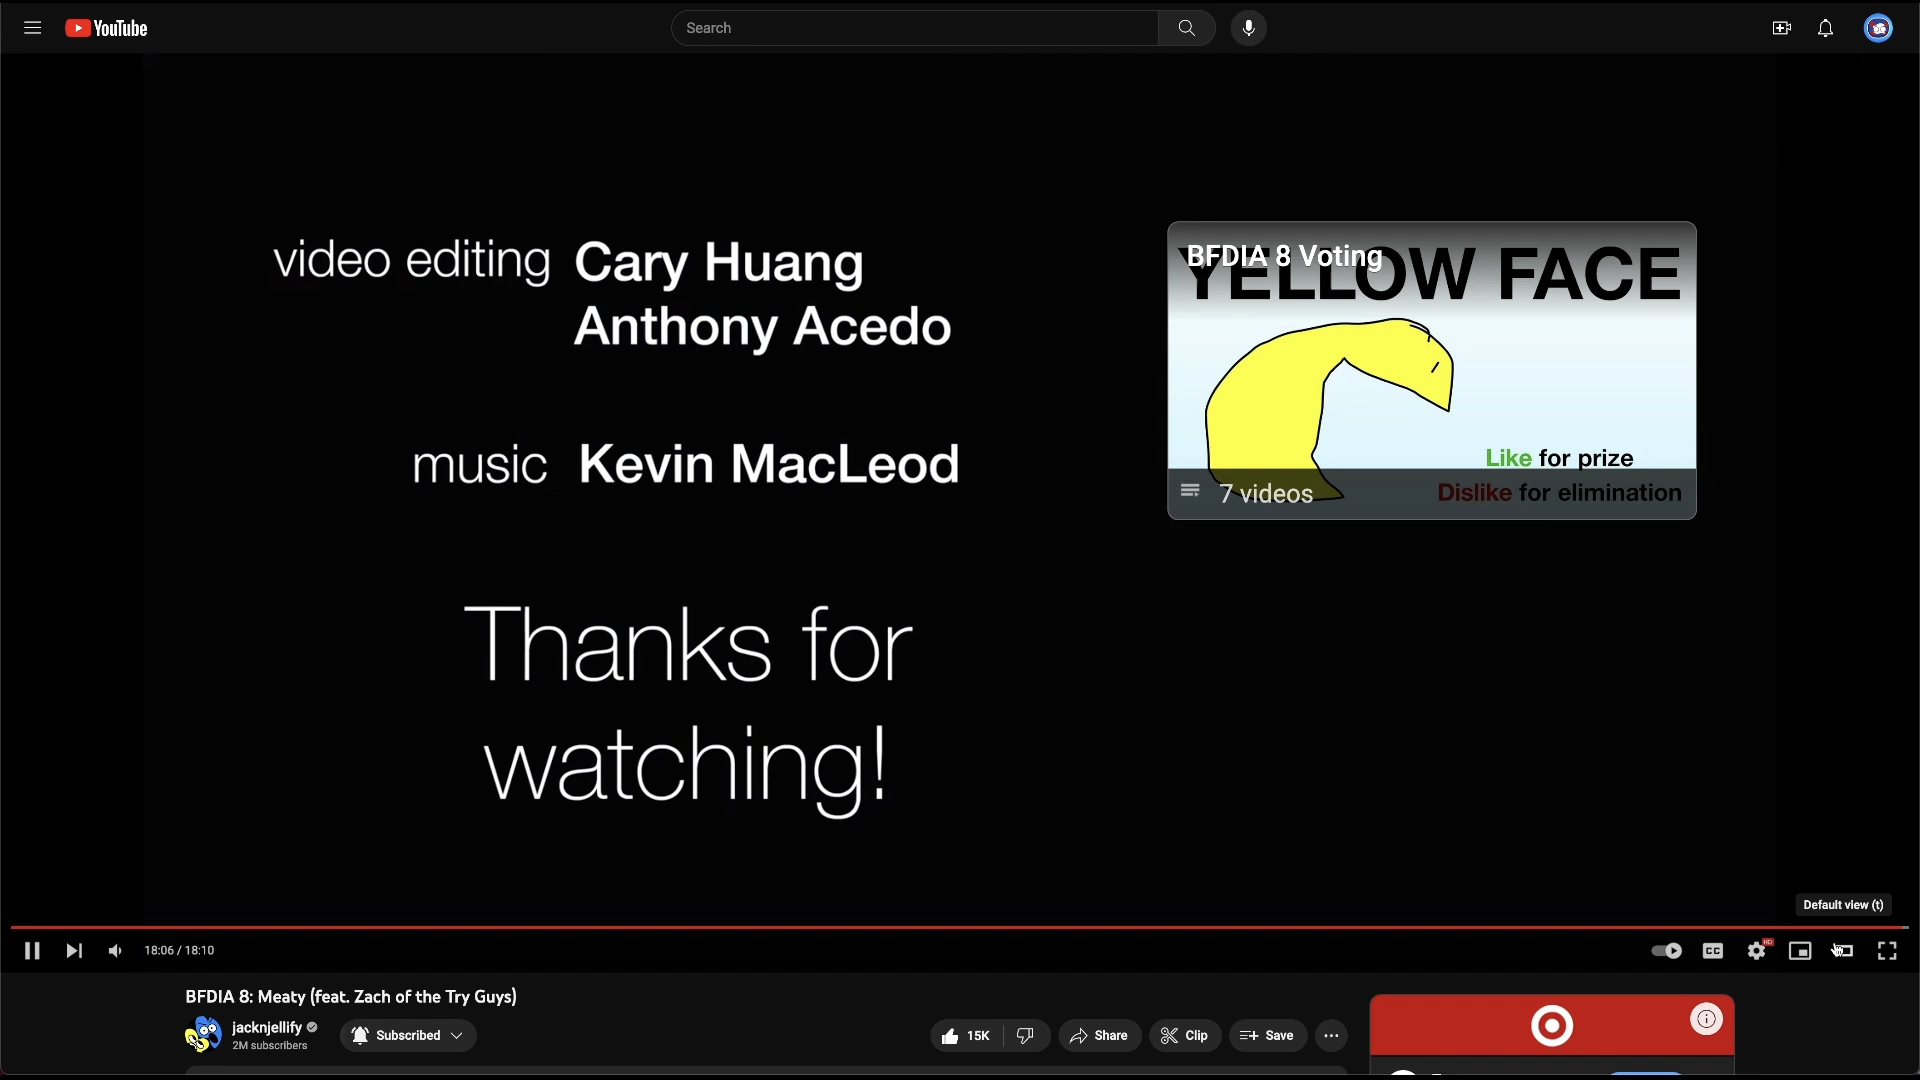 YouTube
Search
video editing Cary Huang
Anthony Acedo
music Kevin MacLeod
Thanks for
watching!
BFDIA 8 Voting
YELLOW FACE
Like for prize
Dislike for elimination
7 videos
Default view (t)
18:06 / 18:10
CC
HD
BFDIA 8: Meaty (feat. Zach of the Try Guys)
jacknjellify
2M subscribers
Subscribed
15K
Share
Clip
Save